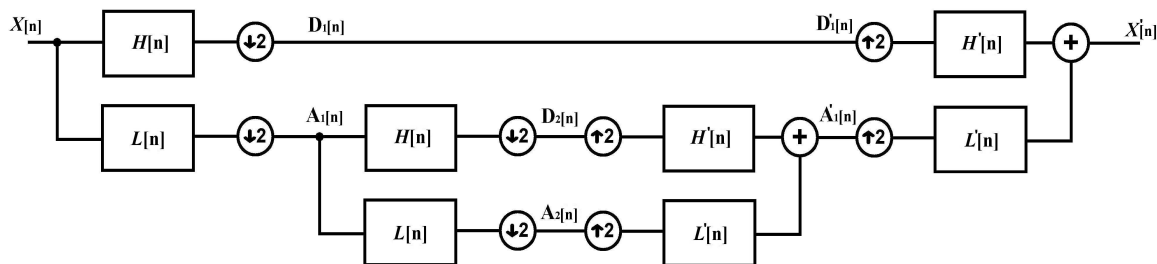 X[n] H[n] ↓2 D1[n] D'1[n] ↑2 H'[n] + X'[n]
L[n] ↓2 A1[n] H[n] ↓2 D2[n] ↑2 H'[n] + A'1[n] ↑2 L'[n]
L[n] ↓2 A2[n] ↑2 L'[n]